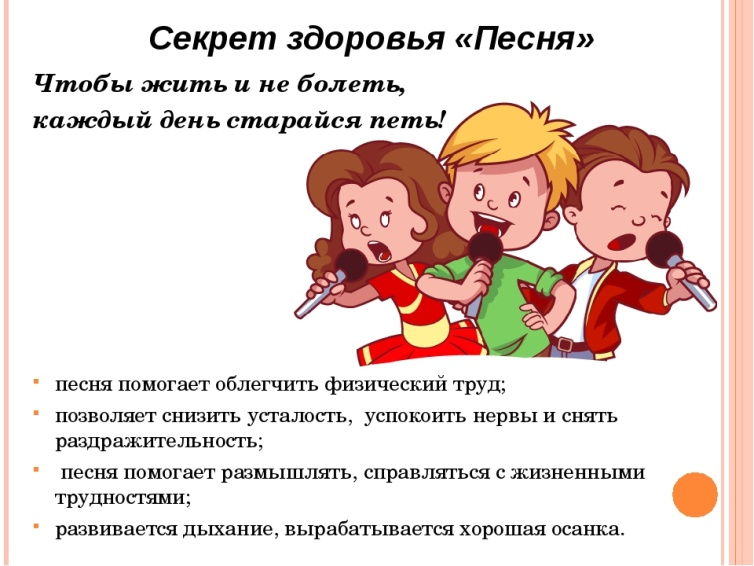 Секрет здоровья «Песня»
Чтобы жить и не болеть,
каждый день старайся петь!
песня помогает облегчить физический труд;
позволяет снизить усталость, успокоить нервы и снять
раздражительность;
песня помогает размышлять, справляться с жизненными
трудностями;
развивается дыхание, вырабатывается хорошая осанка.